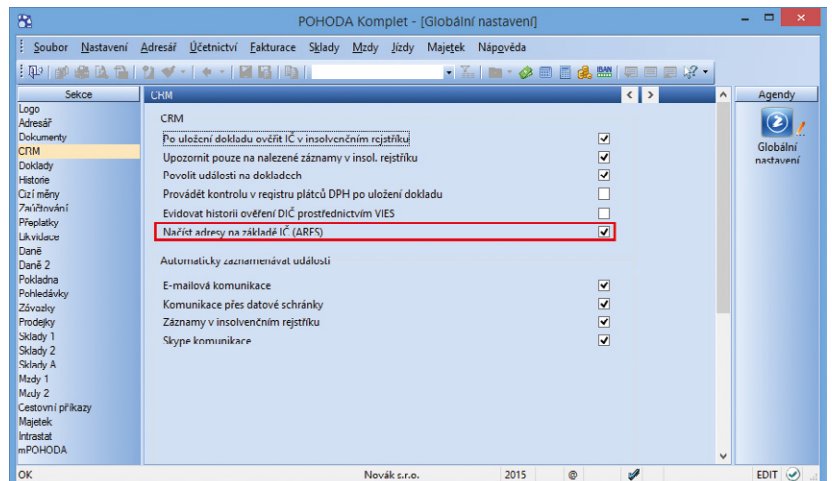 POHODA Komplet - [Globální nastavení]
Soubor Nastavení Adresář Účetnictví Fakturace Sklady Mzdy Jízdy Majetek Nápověda
Sekce
CRM
Agendy
Logo
Adresář
Dokumenty
CRM
Doklady
Historie
Cizí měny
Zaúčtování
Přeplatky
Likvidace
Daně
Daně 2
Pokladna
Pohledávky
Závazky
Prodejky
Sklady 1
Sklady 2
Sklady A
Mzdy 1
Mzdy 2
Cestovní příkazy
Majetek
Intrastat
mPOHODA
CRM
Po uložení dokladu ověřit IČ v insolvenčním rejstříku
Upozornit pouze na nalezené záznamy v insol. rejstříku
Povolit události na dokladech
Provádět kontrolu v registru plátců DPH po uložení dokladu
Evidovat historii ověření DIČ prostřednictvím VIES
Načíst adresy na základě IČ (ARES)
Automaticky zaznamenávat události
E-mailová komunikace
Komunikace přes datové schránky
Záznamy v insolvenčním rejstříku
Skype komunikace
Globální
nastavení
OK Novák s.r.o. 2015 @ EDIT